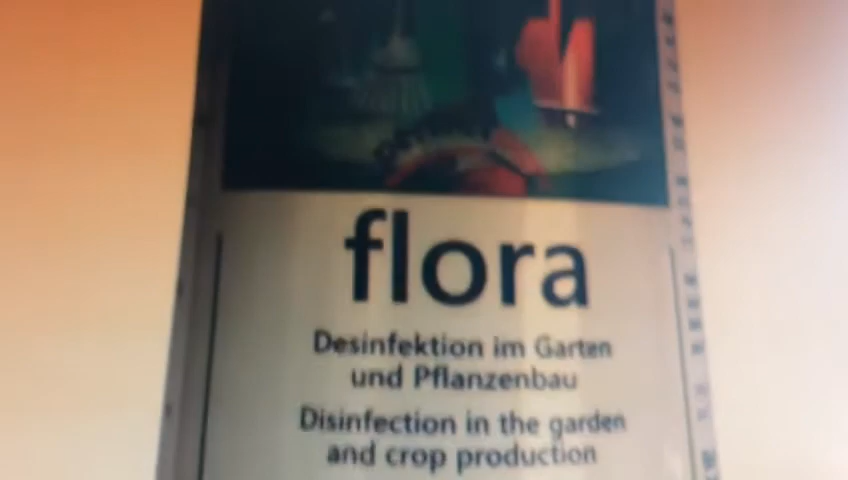 flora
Desinfektion im Garten
und Pflanzenbau
Disinfection in the garden
and crop production